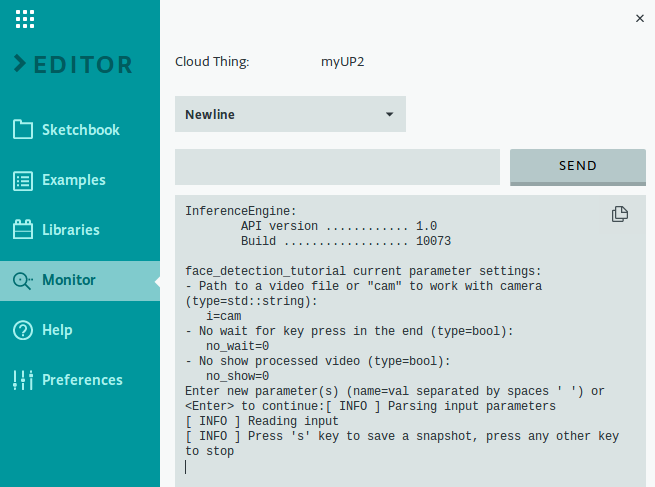 EDITOR
Sketchbook
Examples
Libraries
Monitor
Help
Preferences
Cloud Thing: myUP2
Newline
SEND
InferenceEngine:
        API version ............ 1.0
        Build .................. 10073

face_detection_tutorial current parameter settings:
- Path to a video file or "cam" to work with camera
(type=std::string):
   i=cam
- No wait for key press in the end (type=bool):
   no_wait=0
- No show processed video (type=bool):
   no_show=0
Enter new parameter(s) (name=val separated by spaces ' ') or
<Enter> to continue:[ INFO ] Parsing input parameters
[ INFO ] Reading input
[ INFO ] Press 's' key to save a snapshot, press any other key
to stop